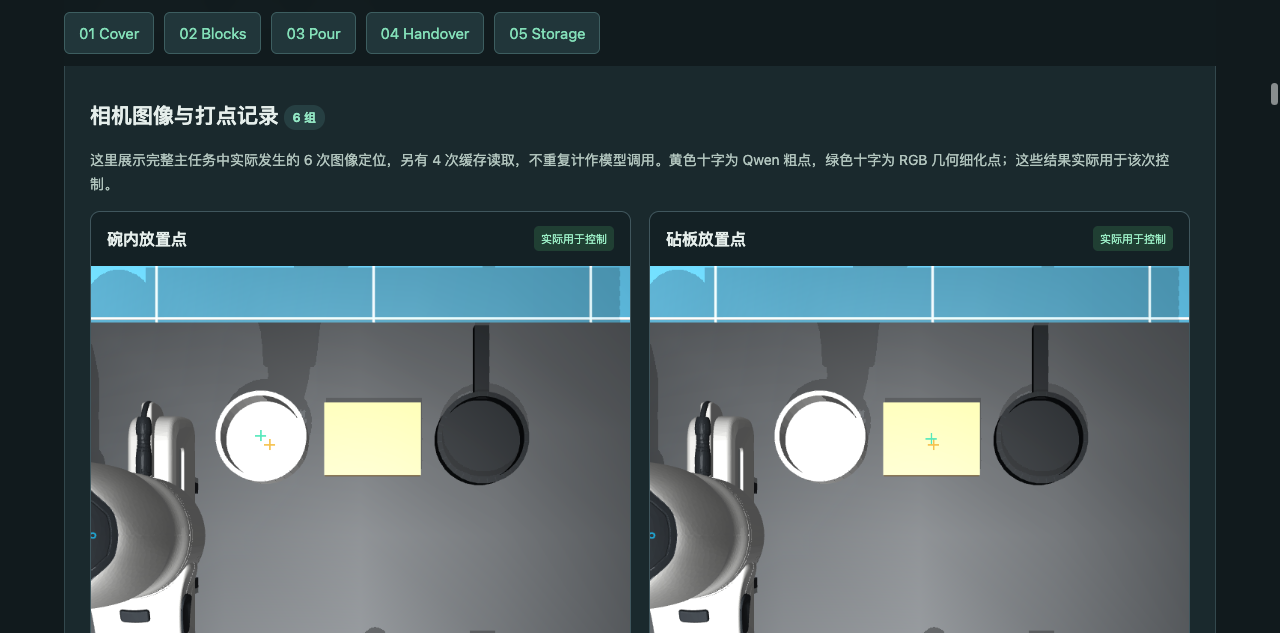 01 Cover
02 Blocks
03 Pour
04 Handover
05 Storage
相机图像与打点记录 6 组
这里展示完整主任务中实际发生的 6 次图像定位，另有 4 次缓存读取，不重复计作模型调用。黄色十字为 Qwen 粗点，绿色十字为 RGB 几何细化点；这些结果实际用于该次控
制。
碗内放置点
实际用于控制
砧板放置点
实际用于控制